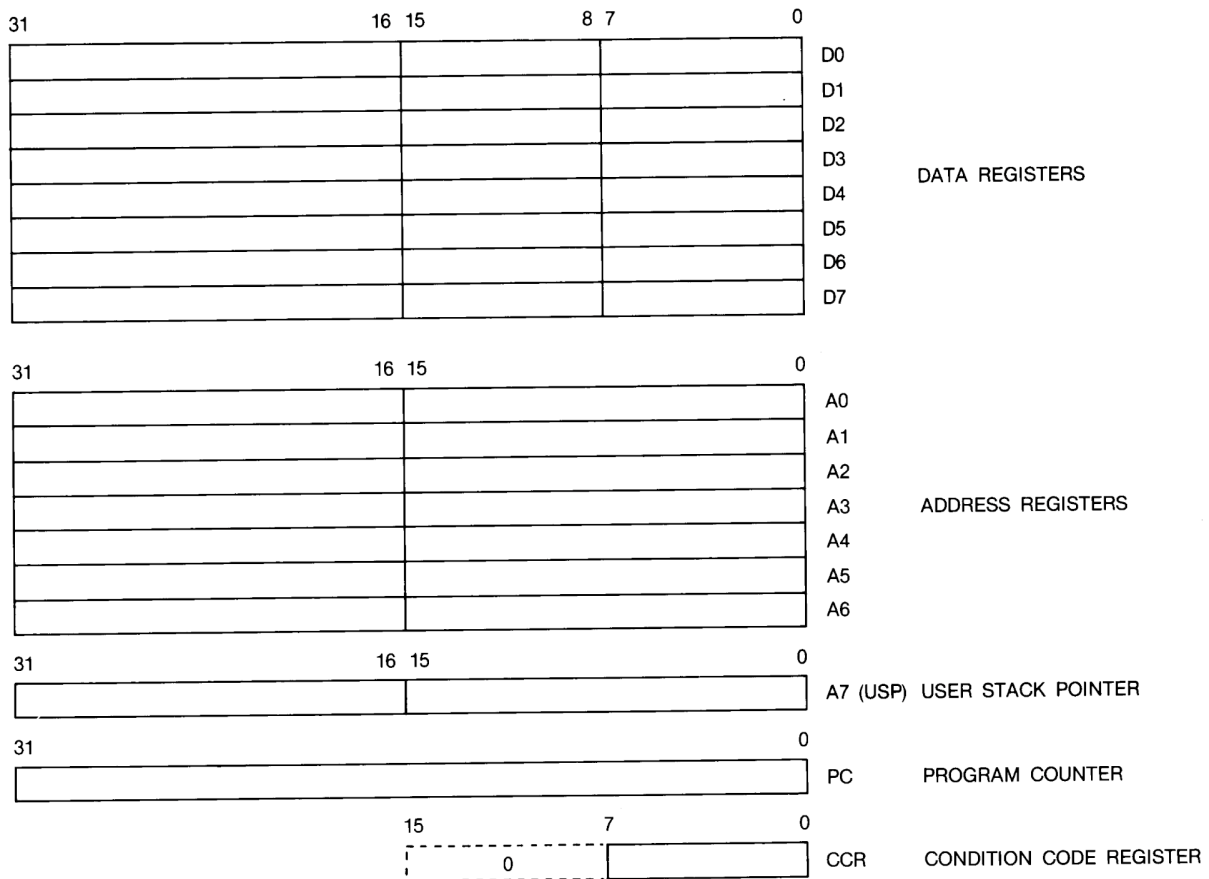 31 16 15 8 7 0
D0
D1
D2
D3
D4
D5
D6
D7
DATA REGISTERS
31 16 15 0
A0
A1
A2
A3
A4
A5
A6
ADDRESS REGISTERS
31 16 15 0
A7 (USP) USER STACK POINTER
31 0
PC PROGRAM COUNTER
15 7 0
0 CCR CONDITION CODE REGISTER